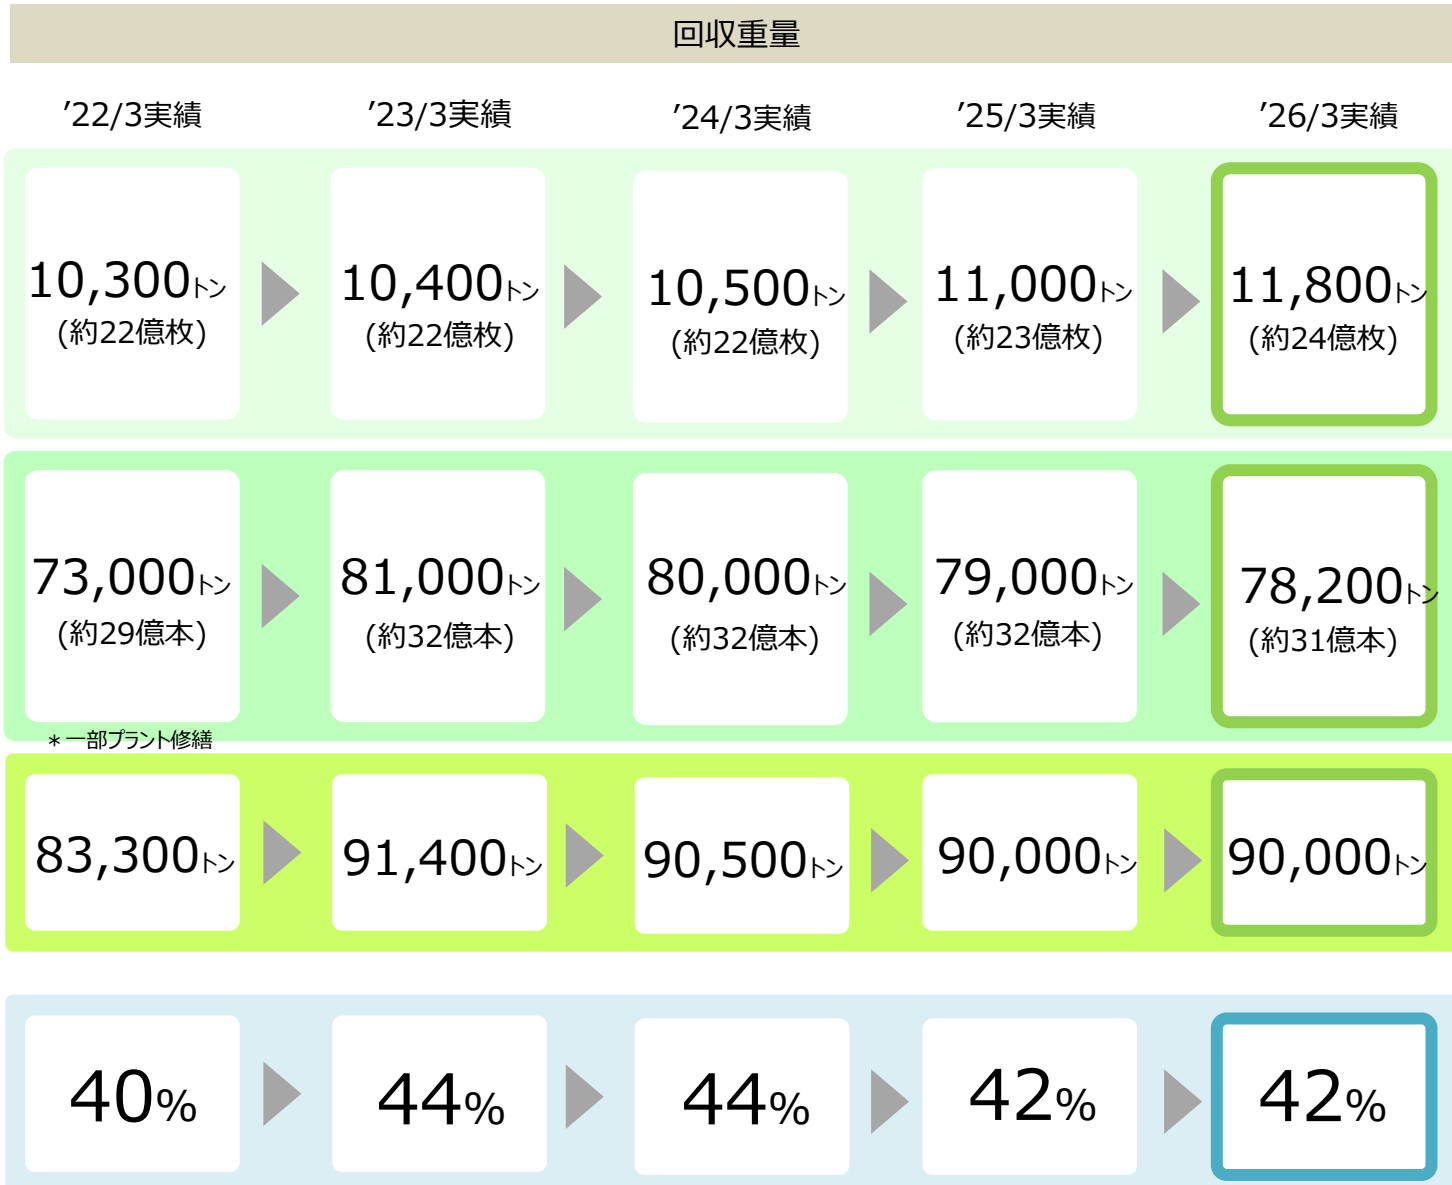 回収重量
’22/3実績 ’23/3実績 ’24/3実績 ’25/3実績 ’26/3実績
10,300トン 10,400トン 10,500トン 11,000トン 11,800トン
(約22億枚) (約22億枚) (約22億枚) (約23億枚) (約24億枚)
73,000トン 81,000トン 80,000トン 79,000トン 78,200トン
(約29億本) (約32億本) (約32億本) (約32億本) (約31億本)
＊一部プラント修繕
83,300トン 91,400トン 90,500トン 90,000トン 90,000トン
40% 44% 44% 42% 42%